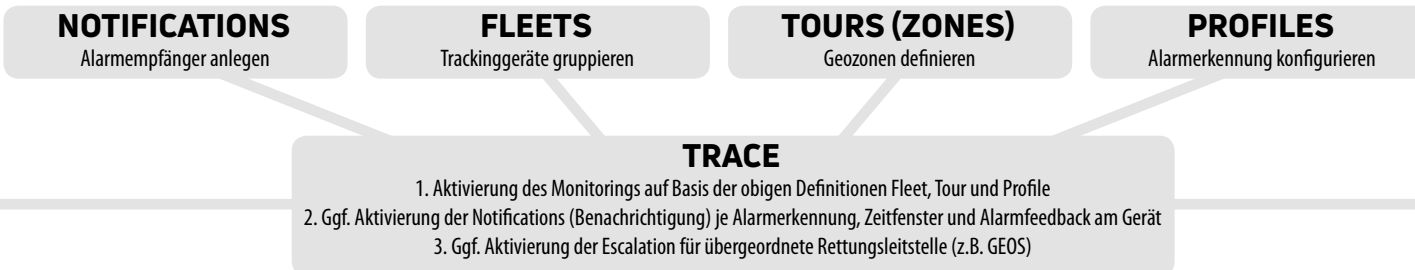 NOTIFICATIONS
Alarmempfänger anlegen
FLEETS
Trackinggeräte gruppieren
TOURS (ZONES)
Geozonen definieren
PROFILES
Alarmerkennung konfigurieren
TRACE
1. Aktivierung des Monitorings auf Basis der obigen Definitionen Fleet, Tour und Profile
2. Ggf. Aktivierung der Notifications (Benachrichtigung) je Alarmerkennung, Zeitfenster und Alarmfeedback am Gerät
3. Ggf. Aktivierung der Escalation für übergeordnete Rettungsleitstelle (z.B. GEOS)